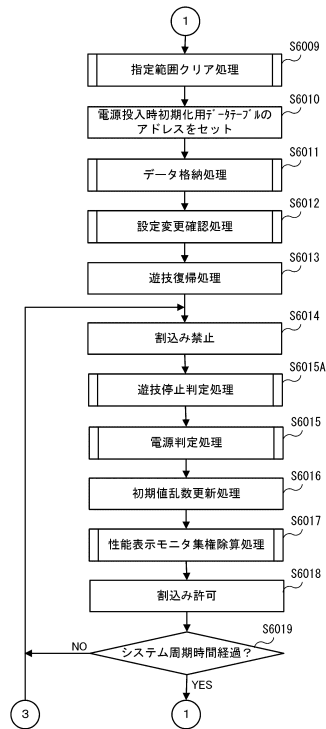 1
S6009
指定範囲クリア処理
S6010
電源投入時初期化用ﾃﾞｰﾀﾃｰﾌﾞﾙの
アドレスをセット
S6011
データ格納処理
S6012
設定変更確認処理
S6013
遊技復帰処理
S6014
割込み禁止
S6015A
遊技停止判定処理
S6015
電源判定処理
S6016
初期値乱数更新処理
S6017
性能表示モニタ集権除算処理
S6018
割込み許可
S6019
システム周期時間経過？
NO
YES
3
1